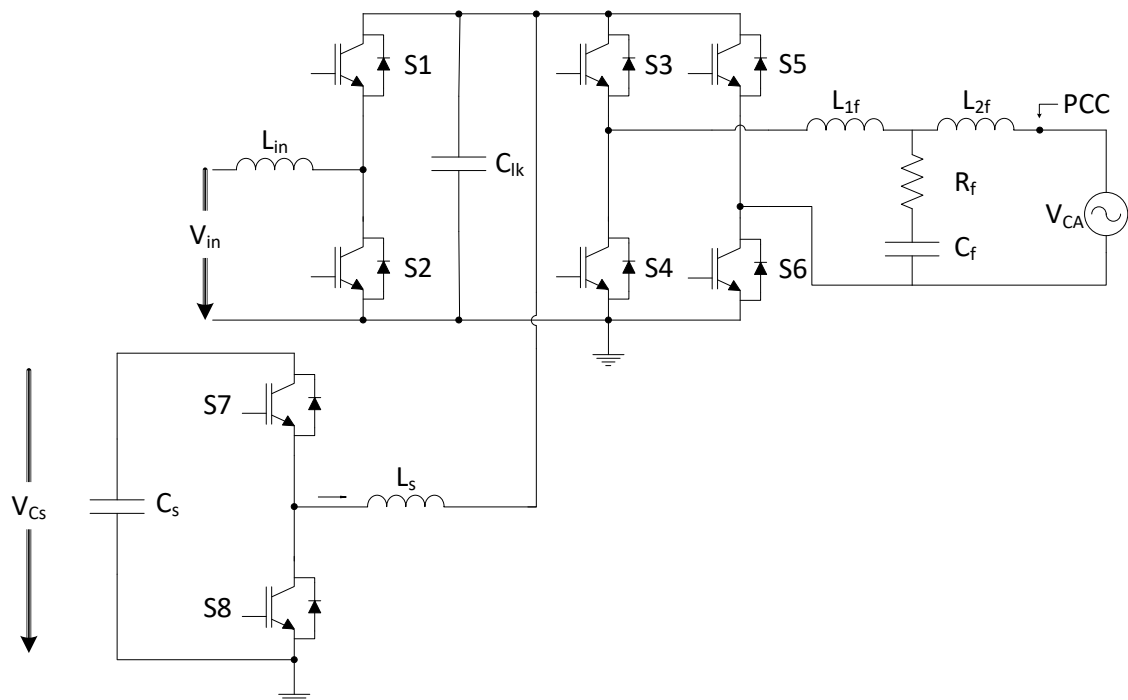 S1
S3
S5
L1f
L2f
PCC
Lin
Clk
Rf
Vin
VCA
S2
S4
S6
Cf
S7
Ls
VCs
Cs
S8